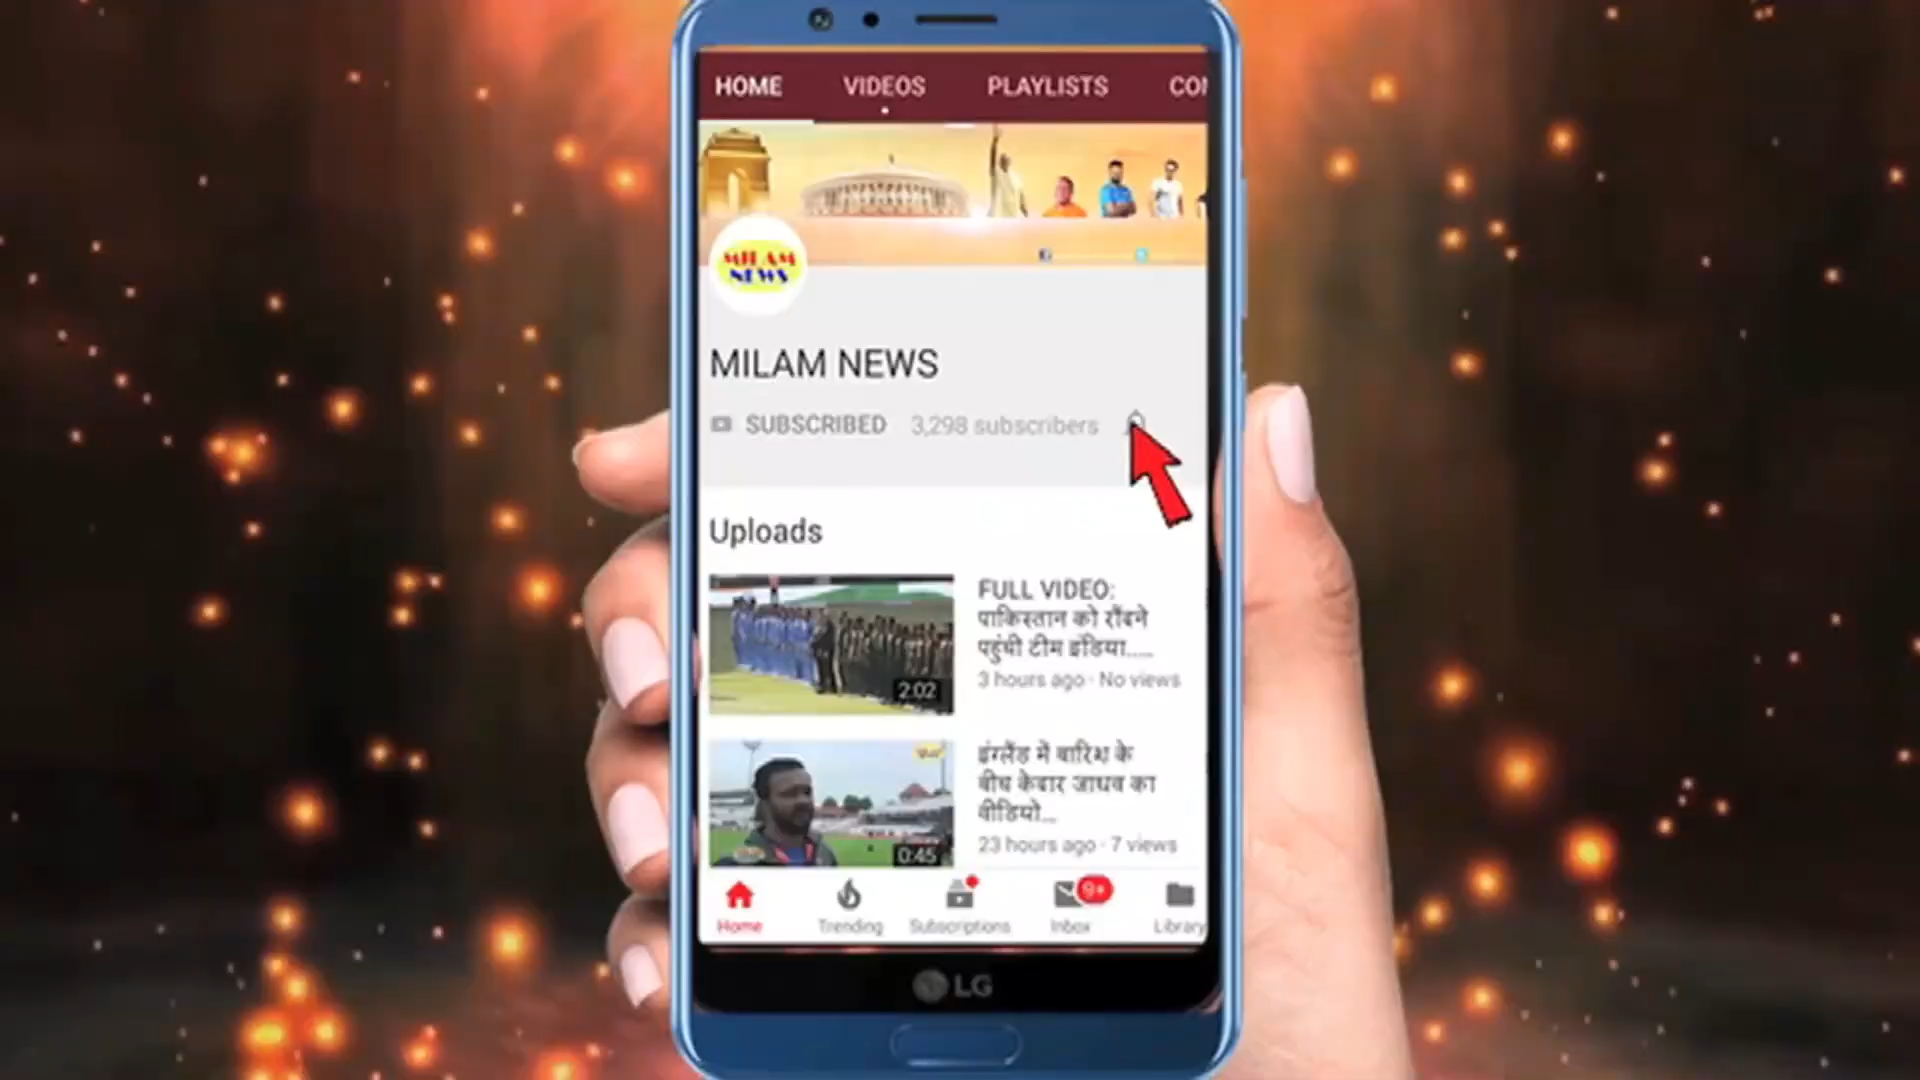 HOME VIDEOS PLAYLISTS CO
MILAM
NEWS
MILAM NEWS
SUBSCRIBED 3,298 subscribers
Uploads
FULL VIDEO:
पाकिस्तान को रौंदने
पहुंची टीम इंडिया.....
3 hours ago · No views
2:02
इंग्लैंड में बारिश के
बीच केदार जाधव का
वीडियो...
23 hours ago · 7 views
0:45
9+
Home Trending Subscriptions Inbox Library
LG